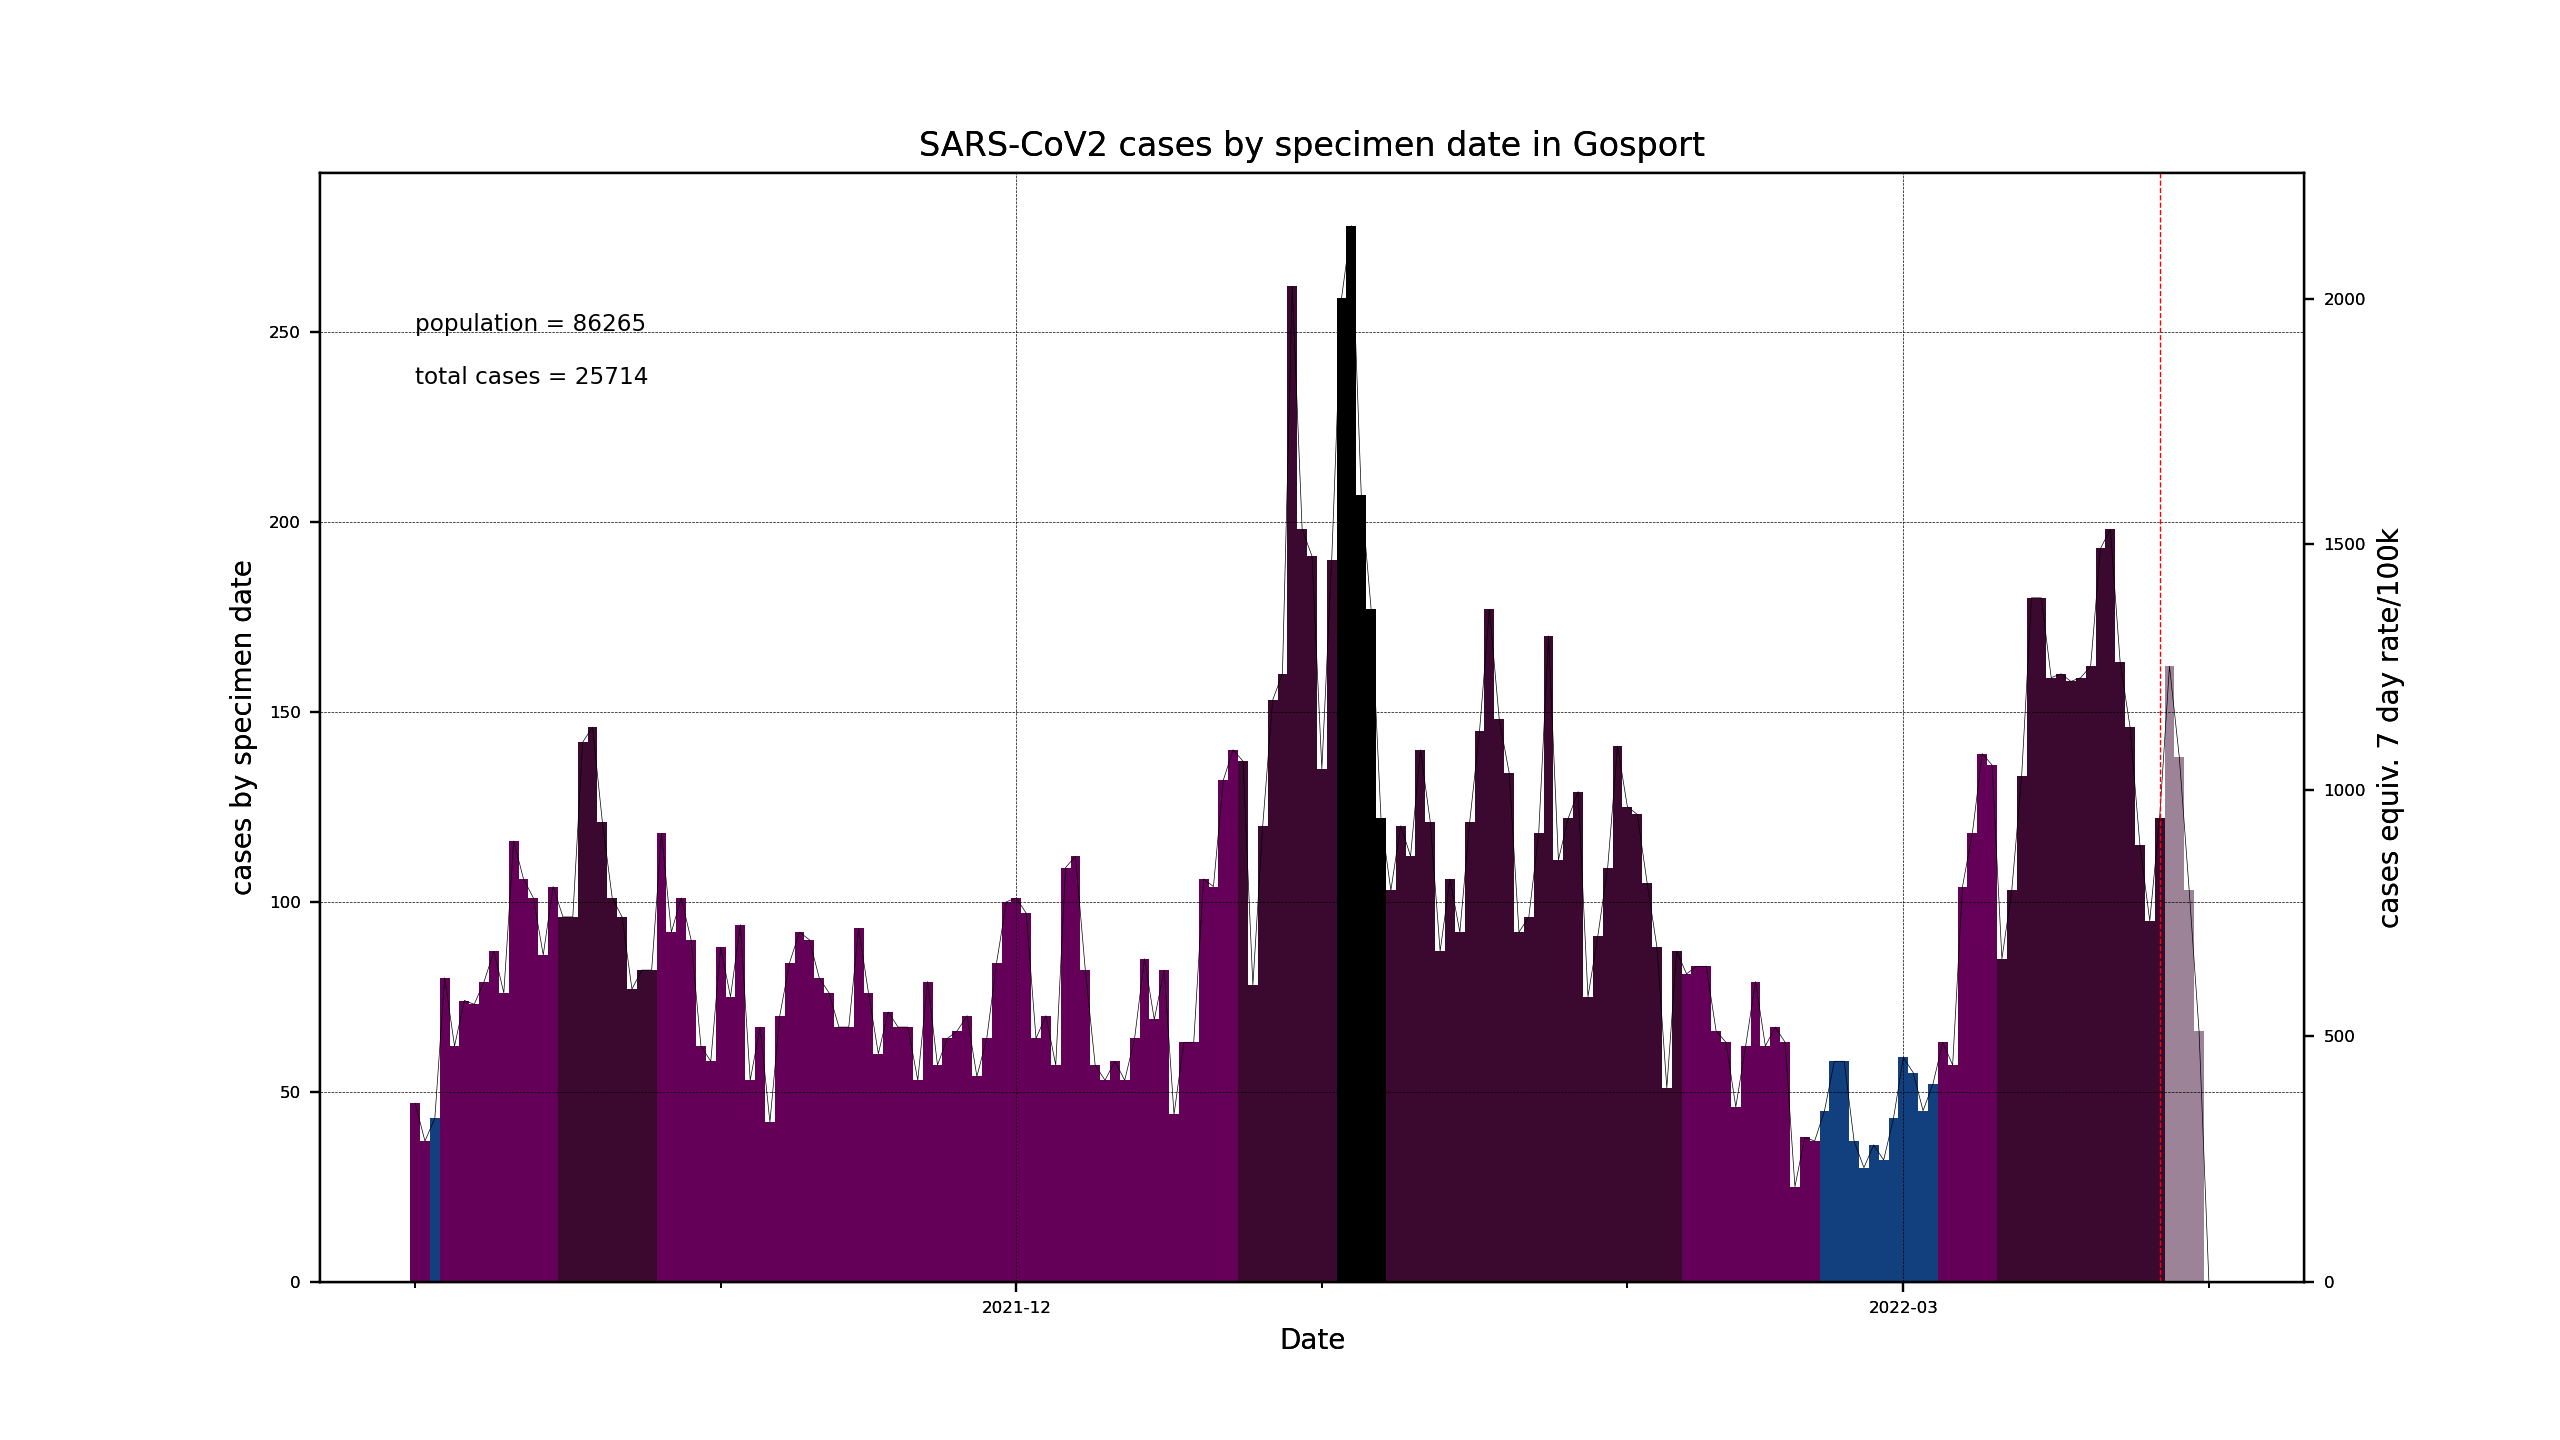 SARS-CoV2 cases by specimen date in Gosport
population = 86265
total cases = 25714
cases by specimen date
250
200
150
100
50
0
2000
1500
1000
500
0
cases equiv. 7 day rate/100k
2021-12
2022-03
Date